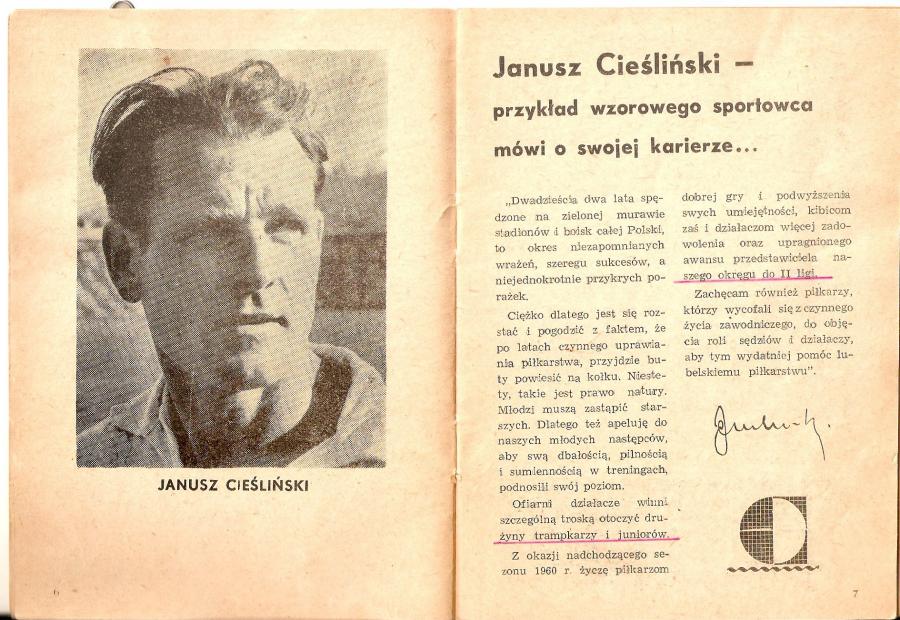 JANUSZ CIEŚLIŃSKI
6
Janusz Cieśliński —
przykład wzorowego sportowca
mówi o swojej karierze...
„Dwadzieścia dwa lata spę-
dzone na zielonej murawie
stadionów i boisk całej Polski,
to okres niezapomnianych
wrażeń, szeregu sukcesów, a
niejednokrotnie przykrych po-
rażek.
Ciężko dlatego jest się roz-
stać i pogodzić z faktem, że
po latach czynnego uprawia-
nia piłkarstwa, przyjdzie bu-
ty powiesić na kołku. Nieste-
ty, takie jest prawo natury.
Młodzi muszą zastąpić star-
szych. Dlatego też apeluję do
naszych młodych następców,
aby swą dbałością, pilnością
i sumiennością w treningach,
podnosili swój poziom.
Ofiarni działacze winni
szczególną troską otoczyć dru-
żyny trampkarzy i juniorów.
Z okazji nadchodzącego se-
zonu 1960 r. życzę piłkarzom
dobrej gry i podwyższenia
swych umiejętności, kibicom
zaś i działaczom więcej zado-
wolenia oraz upragnionego
awansu przedstawiciela na-
szego okręgu do II ligi.
Zachęcam również piłkarzy,
którzy wycofali się z czynnego
życia zawodniczego, do obję-
cia roli sędziów i działaczy,
aby tym wydatniej pomóc lu-
belskiemu piłkarstwu".
7